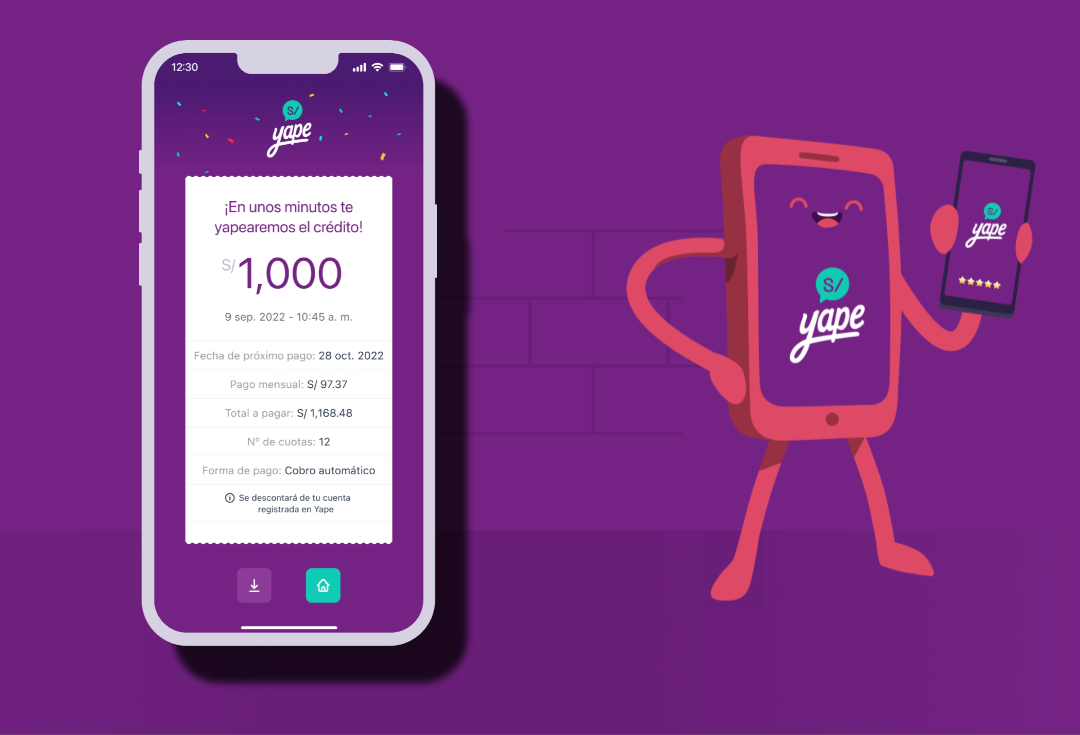 12:30
S/
yape
¡En unos minutos te
yapearemos el crédito!
S/ 1,000
9 sep. 2022 - 10:45 a. m.
Fecha de próximo pago: 28 oct. 2022
Pago mensual: S/ 97.37
Total a pagar: S/ 1,168.48
N° de cuotas: 12
Forma de pago: Cobro automático
Se descontará de tu cuenta
registrada en Yape
S/
yape
S/
yape